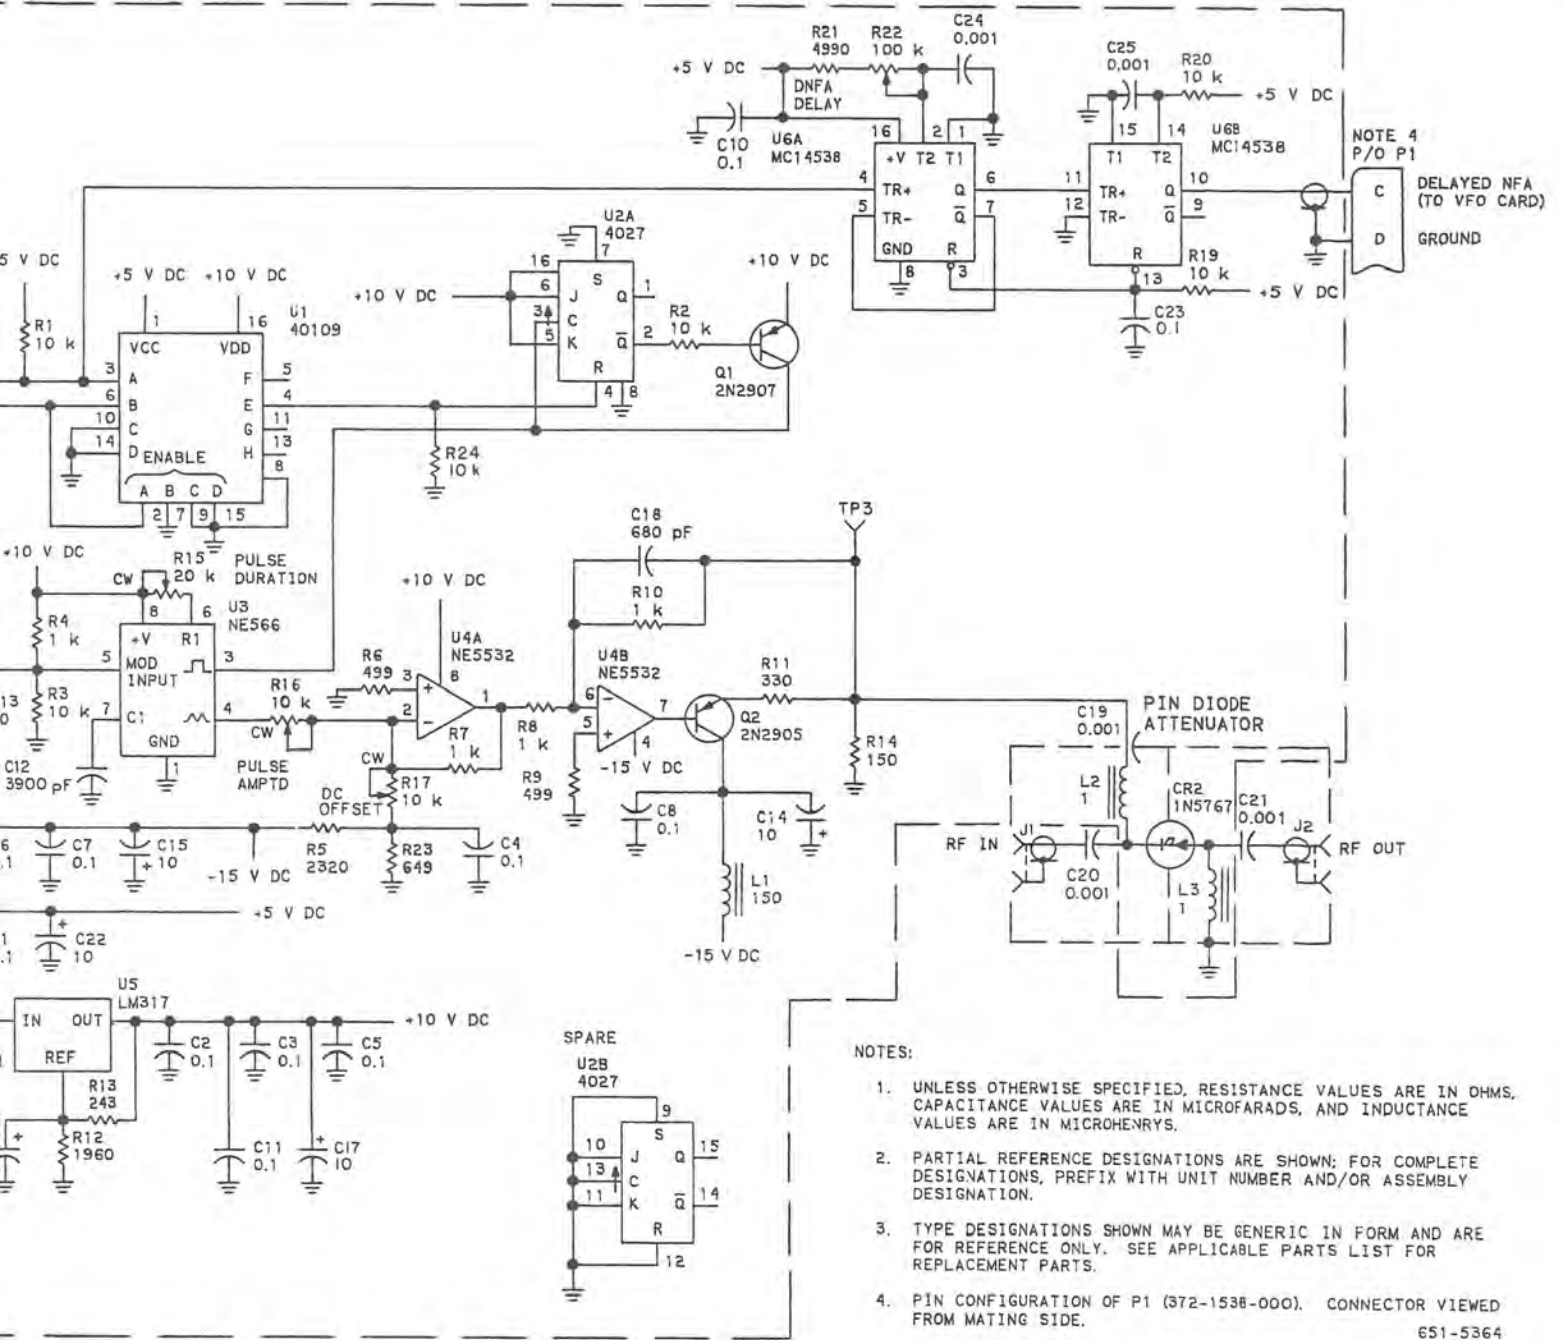 C24
0.001
R21
4990
R22
100 k
C25
0.001
R20
10 k
+5 V DC
DNFA
DELAY
+5 V DC
C10
0.1
U6A
MC14538
16 2 1
+V T2 T1
4 TR+ Q 6
5 TR- Q 7
GND R
8 3
15 14
T1 T2
U6B
MC14538
11 TR+ Q 10
12 TR- Q 9
R
13
R19
10 k
+5 V DC
C23
0.1
NOTE 4
P/O P1
C DELAYED NFA
(TO VFO CARD)
D GROUND
5 V DC
R1
10 k
+5 V DC +10 V DC
U1
40109
1 16
VCC VDD
3 A F 5
6 B E 4
10 C G 11
14 D H 13
ENABLE 8
A B C D
2 7 9 15
R24
10 k
U2A
4027
7
+10 V DC
16 S
6 J Q 1
3 C
5 K Q 2
R
4 8
R2
10 k
+10 V DC
Q1
2N2907
+10 V DC
R15
20 k
PULSE
DURATION
CW
R4
1 k
8 6
U3
NE566
+V R1
5 MOD
INPUT 3
13
0
R3
10 k
7 C1 4
GND
1
C12
3900 pF
R16
10 k
CW
PULSE
AMPTD
+10 V DC
R6
499
U4A
NE5532
3 + 8
1
2 -
R7
1 k
CW
R17
10 k
DC
OFFSET
R8
1 k
R9
499
C18
680 pF
R10
1 k
TP3
U4B
NE5532
6 -
7
5 +
4
-15 V DC
Q2
2N2905
R11
330
R14
150
C8
0.1
C14
10
+
L1
150
-15 V DC
6
.1
C7
0.1
C15
10
+
-15 V DC
R5
2320
R23
649
C4
0.1
PIN DIODE
ATTENUATOR
C19
0.001
L2
1
CR2
1N5767
C21
0.001
J1
J2
RF IN
RF OUT
C20
0.001
L3
1
+5 V DC
1
.1
+
C22
10
U5
LM317
IN OUT
REF
+10 V DC
C2
0.1
C3
0.1
C5
0.1
R13
243
R12
1960
+
C11
0.1
+
C17
10
SPARE
U2B
4027
9
S
10 J Q 15
13 C
11 K Q 14
R
12
NOTES:
1. UNLESS OTHERWISE SPECIFIED, RESISTANCE VALUES ARE IN OHMS,
CAPACITANCE VALUES ARE IN MICROFARADS, AND INDUCTANCE
VALUES ARE IN MICROHENRYS.
2. PARTIAL REFERENCE DESIGNATIONS ARE SHOWN; FOR COMPLETE
DESIGNATIONS, PREFIX WITH UNIT NUMBER AND/OR ASSEMBLY
DESIGNATION.
3. TYPE DESIGNATIONS SHOWN MAY BE GENERIC IN FORM AND ARE
FOR REFERENCE ONLY. SEE APPLICABLE PARTS LIST FOR
REPLACEMENT PARTS.
4. PIN CONFIGURATION OF P1 (372-1538-000). CONNECTOR VIEWED
FROM MATING SIDE.
651-5364